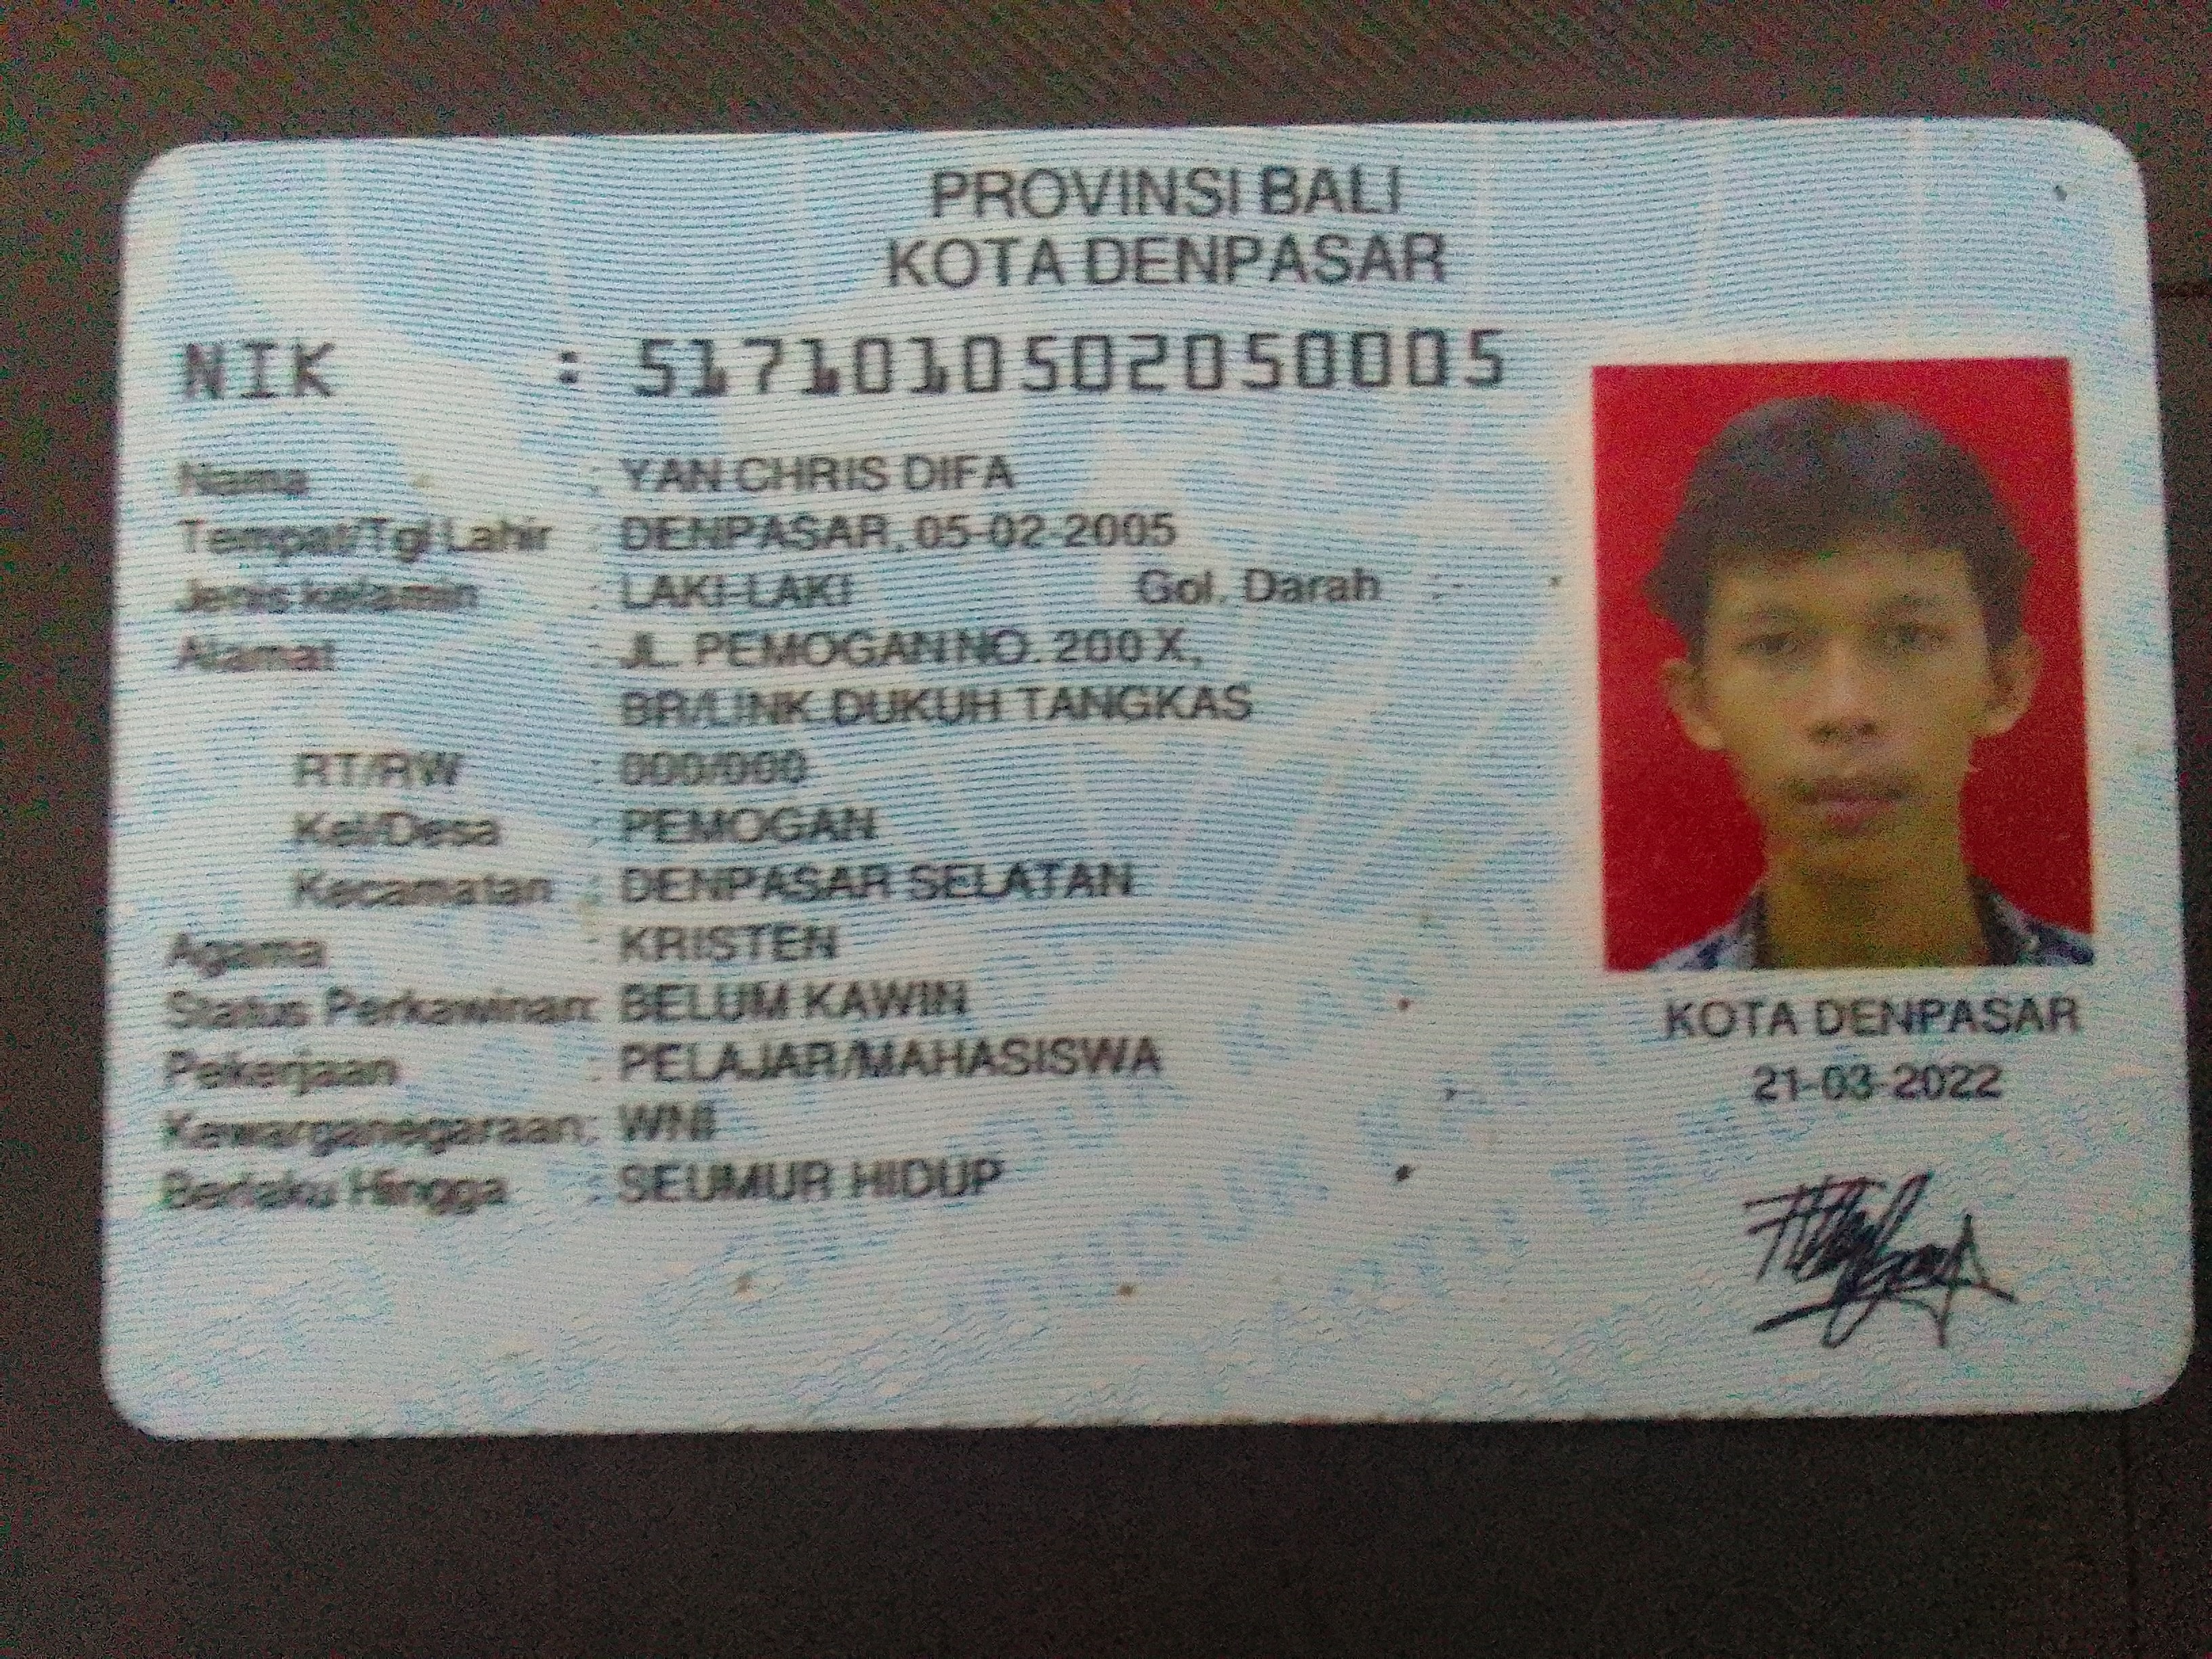 PROVINSI BALI
KOTA DENPASAR
NIK : 5171010502050005
Nama : YAN CHRIS DIFA
Tempat/Tgl Lahir : DENPASAR, 05-02-2005
Jenis kelamin : LAKI-LAKI Gol. Darah : -
Alamat : JL. PEMOGAN NO. 200 X,
BR/LINK.DUKUH TANGKAS
RT/RW : 000/000
Kel/Desa : PEMOGAN
Kecamatan : DENPASAR SELATAN
Agama : KRISTEN
Status Perkawinan: BELUM KAWIN
Pekerjaan : PELAJAR/MAHASISWA
Kewarganegaraan: WNI
Berlaku Hingga : SEUMUR HIDUP
KOTA DENPASAR
21-03-2022